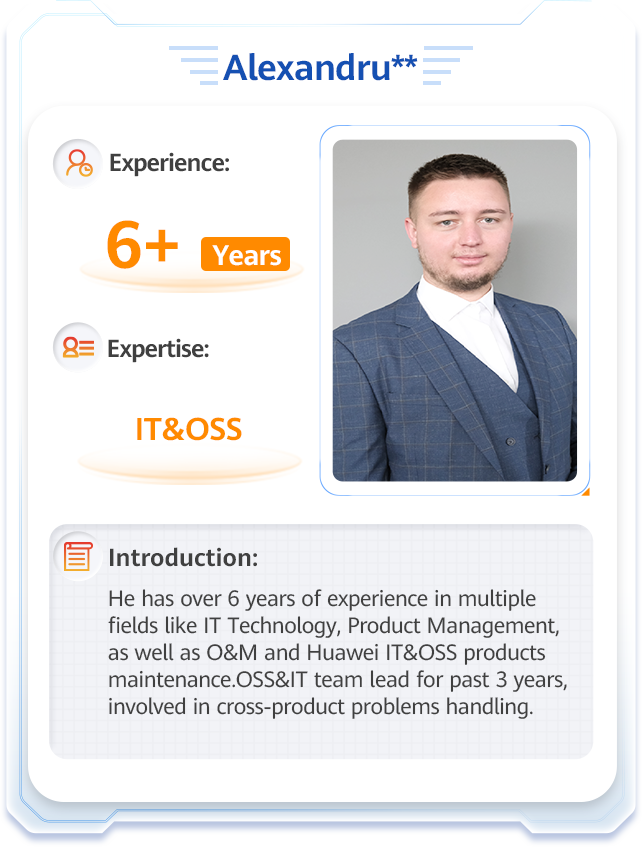 Alexandru**
Experience:
6+ Years
Expertise:
IT&OSS
Introduction:
He has over 6 years of experience in multiple
fields like IT Technology, Product Management,
as well as O&M and Huawei IT&OSS products
maintenance.OSS&IT team lead for past 3 years,
involved in cross-product problems handling.